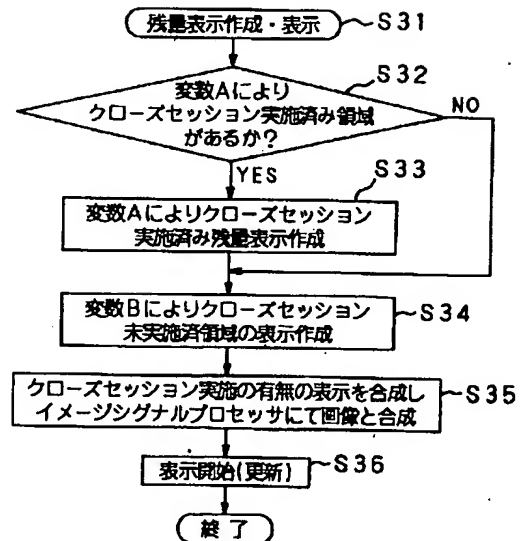 残量表示作成・表示
S31
変数Aにより
クローズセッション実施済み領域
があるか?
S32
NO
YES
S33
変数Aによりクローズセッション
実施済み残量表示作成
変数Bによりクローズセッション
未実施済領域の表示作成
S34
クローズセッション実施の有無の表示を合成し
イメージシグナルプロセッサにて画像と合成
S35
表示開始(更新)
S36
終了